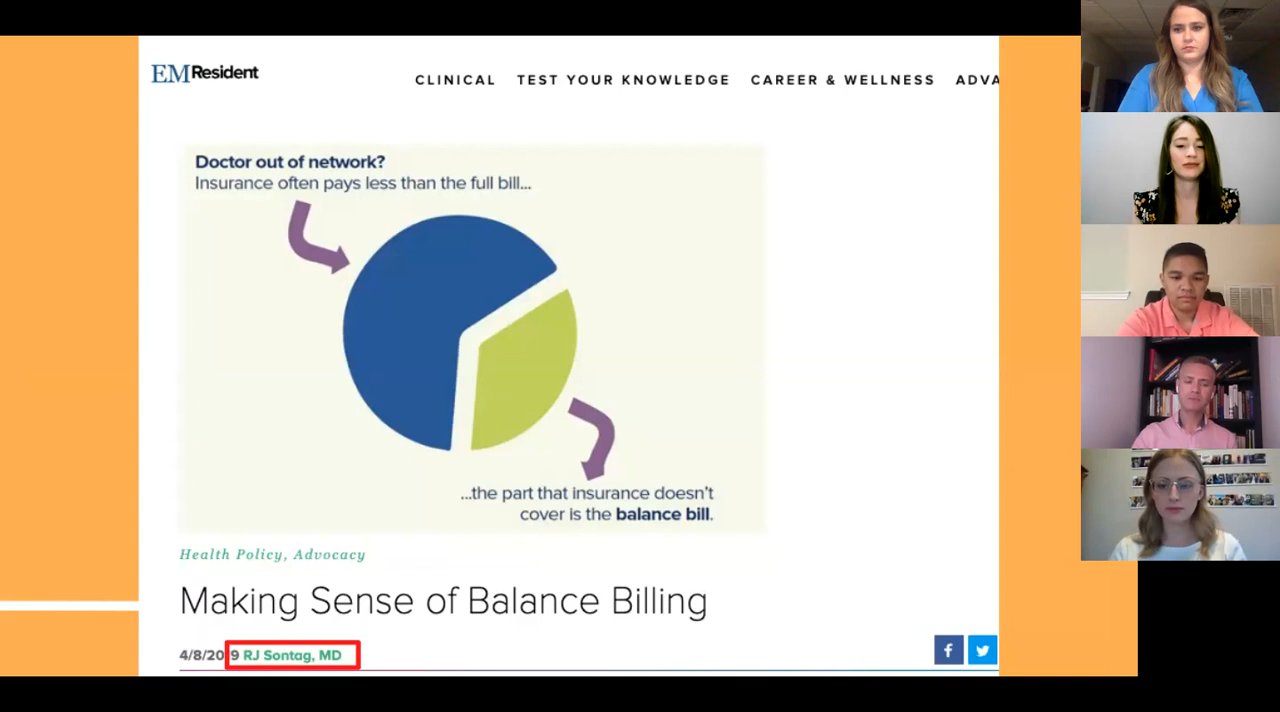 EMResident
CLINICAL TEST YOUR KNOWLEDGE CAREER & WELLNESS ADVA
Doctor out of network?
Insurance often pays less than the full bill...
...the part that insurance doesn't
cover is the balance bill.
Health Policy, Advocacy
Making Sense of Balance Billing
4/8/2019 RJ Sontag, MD